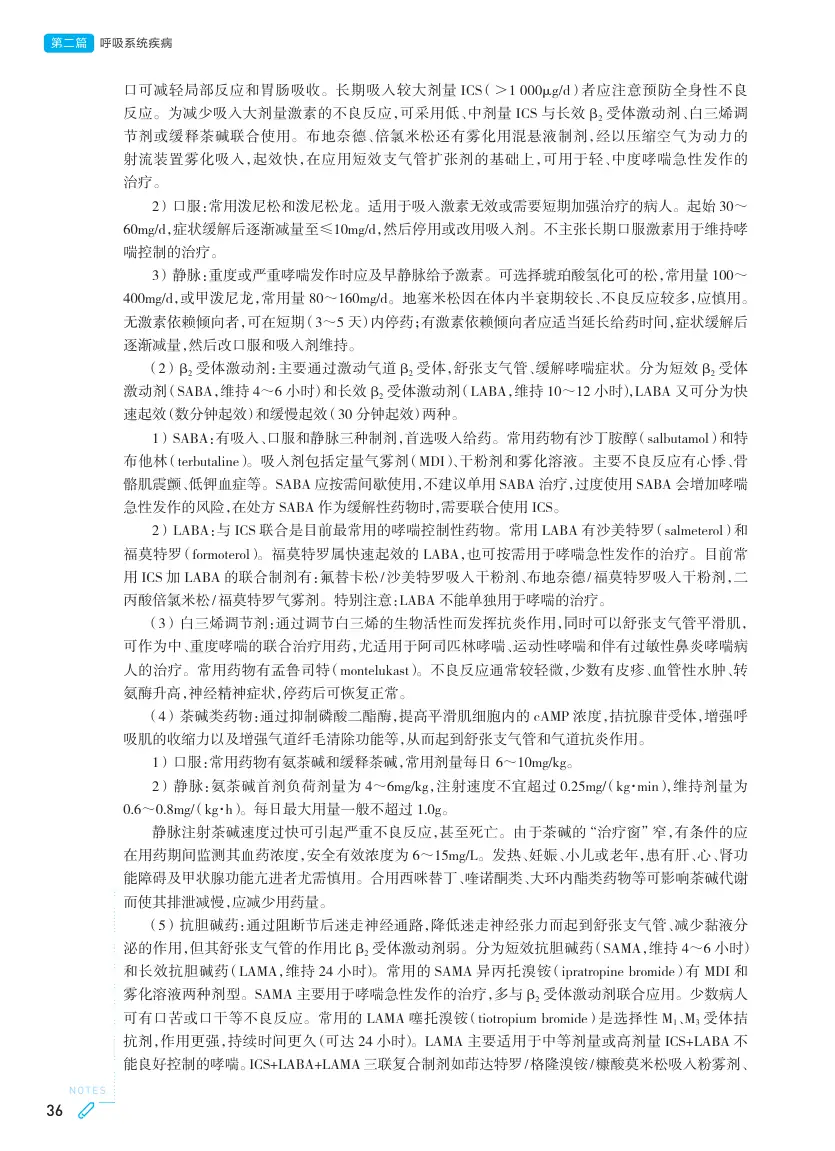 第二篇 呼吸系统疾病
口可减轻局部反应和胃肠吸收。长期吸入较大剂量 ICS（＞1 000μg/d）者应注意预防全身性不良
反应。为减少吸入大剂量激素的不良反应，可采用低、中剂量 ICS 与长效 β₂ 受体激动剂、白三烯调
节剂或缓释茶碱联合使用。布地奈德、倍氯米松还有雾化用混悬液制剂，经以压缩空气为动力的
射流装置雾化吸入，起效快，在应用短效支气管扩张剂的基础上，可用于轻、中度哮喘急性发作的
治疗。
2）口服：常用泼尼松和泼尼松龙。适用于吸入激素无效或需要短期加强治疗的病人。起始 30～
60mg/d，症状缓解后逐渐减量至≤10mg/d，然后停用或改用吸入剂。不主张长期口服激素用于维持哮
喘控制的治疗。
3）静脉：重度或严重哮喘发作时应及早静脉给予激素。可选择琥珀酸氢化可的松，常用量 100～
400mg/d，或甲泼尼龙，常用量 80～160mg/d。地塞米松因在体内半衰期较长、不良反应较多，应慎用。
无激素依赖倾向者，可在短期（3～5 天）内停药；有激素依赖倾向者应适当延长给药时间，症状缓解后
逐渐减量，然后改口服和吸入剂维持。
（2）β₂ 受体激动剂：主要通过激动气道 β₂ 受体，舒张支气管、缓解哮喘症状。分为短效 β₂ 受体
激动剂（SABA，维持 4～6 小时）和长效 β₂ 受体激动剂（LABA，维持 10～12 小时），LABA 又可分为快
速起效（数分钟起效）和缓慢起效（30 分钟起效）两种。
1）SABA：有吸入、口服和静脉三种制剂，首选吸入给药。常用药物有沙丁胺醇（salbutamol）和特
布他林（terbutaline）。吸入剂包括定量气雾剂（MDI）、干粉剂和雾化溶液。主要不良反应有心悸、骨
骼肌震颤、低钾血症等。SABA 应按需间歇使用，不建议单用 SABA 治疗，过度使用 SABA 会增加哮喘
急性发作的风险，在处方 SABA 作为缓解性药物时，需要联合使用 ICS。
2）LABA：与 ICS 联合是目前最常用的哮喘控制性药物。常用 LABA 有沙美特罗（salmeterol）和
福莫特罗（formoterol）。福莫特罗属快速起效的 LABA，也可按需用于哮喘急性发作的治疗。目前常
用 ICS 加 LABA 的联合制剂有：氟替卡松/沙美特罗吸入干粉剂、布地奈德/福莫特罗吸入干粉剂，二
丙酸倍氯米松/福莫特罗气雾剂。特别注意：LABA 不能单独用于哮喘的治疗。
（3）白三烯调节剂：通过调节白三烯的生物活性而发挥抗炎作用，同时可以舒张支气管平滑肌，
可作为中、重度哮喘的联合治疗用药，尤适用于阿司匹林哮喘、运动性哮喘和伴有过敏性鼻炎哮喘病
人的治疗。常用药物有孟鲁司特（montelukast）。不良反应通常较轻微，少数有皮疹、血管性水肿、转
氨酶升高，神经精神症状，停药后可恢复正常。
（4）茶碱类药物：通过抑制磷酸二酯酶，提高平滑肌细胞内的 cAMP 浓度，拮抗腺苷受体，增强呼
吸肌的收缩力以及增强气道纤毛清除功能等，从而起到舒张支气管和气道抗炎作用。
1）口服：常用药物有氨茶碱和缓释茶碱，常用剂量每日 6～10mg/kg。
2）静脉：氨茶碱首剂负荷剂量为 4～6mg/kg，注射速度不宜超过 0.25mg/（kg·min），维持剂量为
0.6～0.8mg/（kg·h）。每日最大用量一般不超过 1.0g。
静脉注射茶碱速度过快可引起严重不良反应，甚至死亡。由于茶碱的“治疗窗”窄，有条件的应
在用药期间监测其血药浓度，安全有效浓度为 6～15mg/L。发热、妊娠、小儿或老年，患有肝、心、肾功
能障碍及甲状腺功能亢进者尤需慎用。合用西咪替丁、喹诺酮类、大环内酯类药物等可影响茶碱代谢
而使其排泄减慢，应减少用药量。
（5）抗胆碱药：通过阻断节后迷走神经通路，降低迷走神经张力而起到舒张支气管、减少黏液分
泌的作用，但其舒张支气管的作用比 β₂ 受体激动剂弱。分为短效抗胆碱药（SAMA，维持 4～6 小时）
和长效抗胆碱药（LAMA，维持 24 小时）。常用的 SAMA 异丙托溴铵（ipratropine bromide）有 MDI 和
雾化溶液两种剂型。SAMA 主要用于哮喘急性发作的治疗，多与 β₂ 受体激动剂联合应用。少数病人
可有口苦或口干等不良反应。常用的 LAMA 噻托溴铵（tiotropium bromide）是选择性 M₁、M₃ 受体拮
抗剂，作用更强，持续时间更久（可达 24 小时）。LAMA 主要适用于中等剂量或高剂量 ICS+LABA 不
能良好控制的哮喘。ICS+LABA+LAMA 三联复合制剂如茚达特罗/格隆溴铵/糠酸莫米松吸入粉雾剂、
NOTES
36